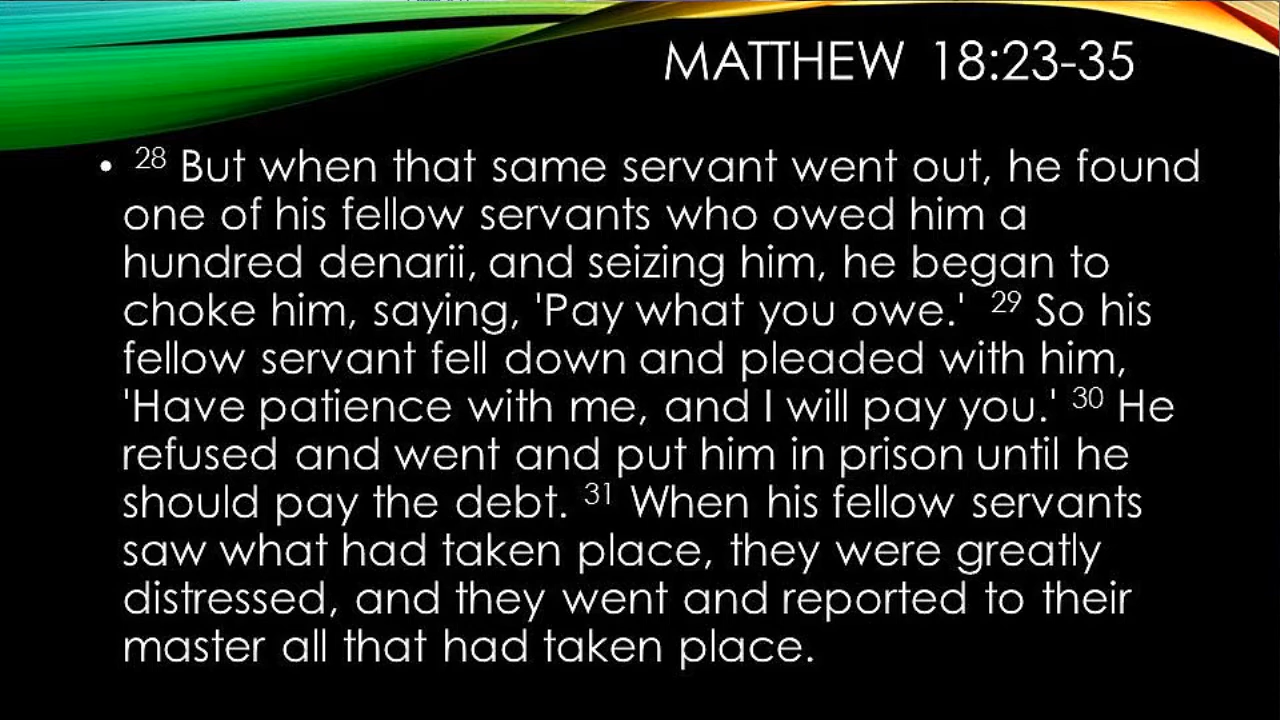 MATTHEW 18:23-35
• 28 But when that same servant went out, he found
one of his fellow servants who owed him a
hundred denarii, and seizing him, he began to
choke him, saying, 'Pay what you owe.' 29 So his
fellow servant fell down and pleaded with him,
'Have patience with me, and I will pay you.' 30 He
refused and went and put him in prison until he
should pay the debt. 31 When his fellow servants
saw what had taken place, they were greatly
distressed, and they went and reported to their
master all that had taken place.